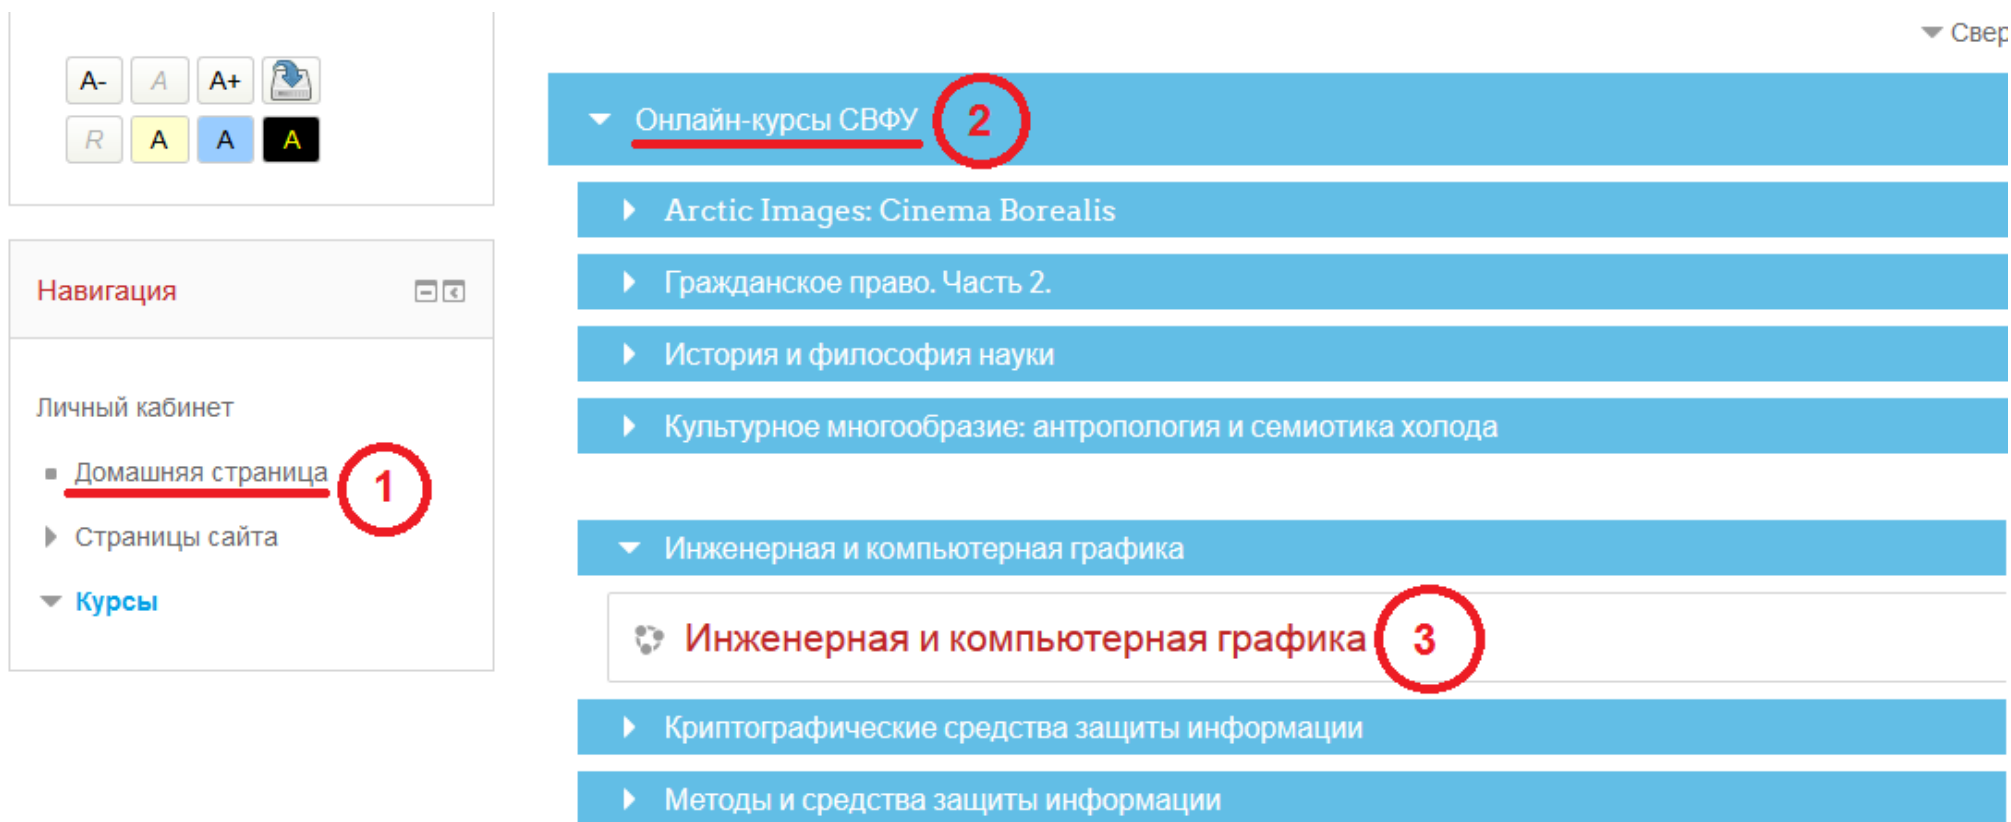 A- A A+
R A A A
Навигация
Личный кабинет
Домашняя страница 1
Страницы сайта
Курсы
Свер
Онлайн-курсы СВФУ 2
Arctic Images: Cinema Borealis
Гражданское право. Часть 2.
История и философия науки
Культурное многообразие: антропология и семиотика холода
Инженерная и компьютерная графика
Инженерная и компьютерная графика 3
Криптографические средства защиты информации
Методы и средства защиты информации